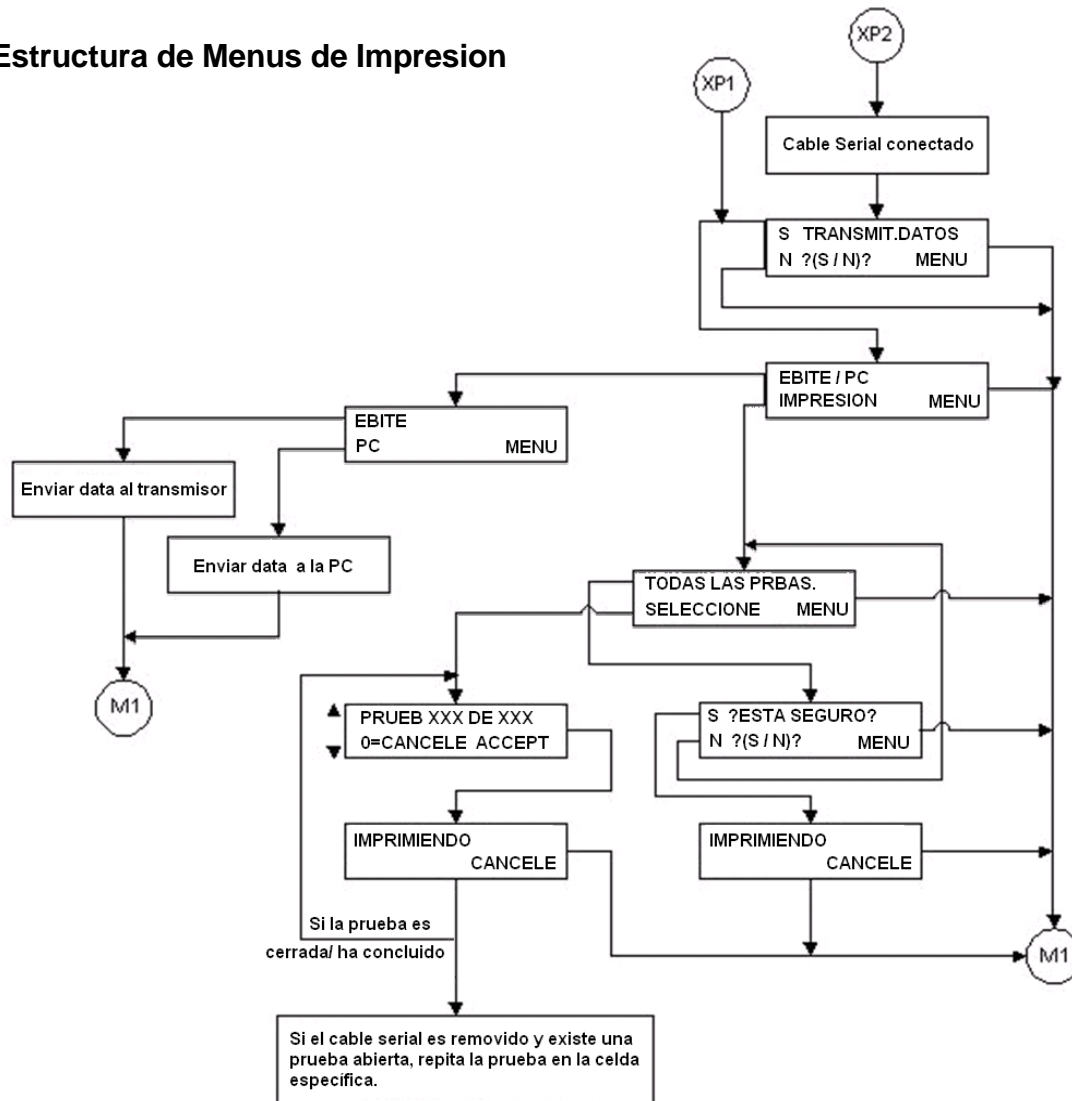 Estructura de Menus de Impresion
XP2
XP1
Cable Serial conectado
S TRANSMIT.DATOS
N ?(S / N)? MENU
EBITE / PC
IMPRESION MENU
EBITE
PC MENU
Enviar data al transmisor
Enviar data a la PC
TODAS LAS PRBAS.
SELECCIONE MENU
M1
PRUEB XXX DE XXX
0=CANCELE ACCEPT
S ?ESTA SEGURO?
N ?(S / N)? MENU
IMPRIMIENDO
CANCELE
IMPRIMIENDO
CANCELE
Si la prueba es
cerrada/ ha concluido
M1
Si el cable serial es removido y existe una
prueba abierta, repita la prueba en la celda
específica.